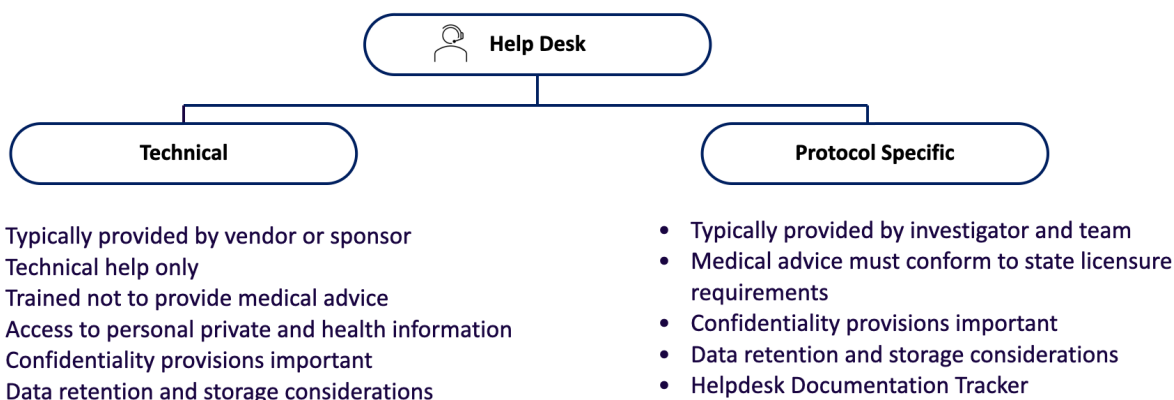 Help Desk
Technical
Protocol Specific
Typically provided by vendor or sponsor
Technical help only
Trained not to provide medical advice
Access to personal private and health information
Confidentiality provisions important
Data retention and storage considerations
• Typically provided by investigator and team
• Medical advice must conform to state licensure
requirements
• Confidentiality provisions important
• Data retention and storage considerations
• Helpdesk Documentation Tracker